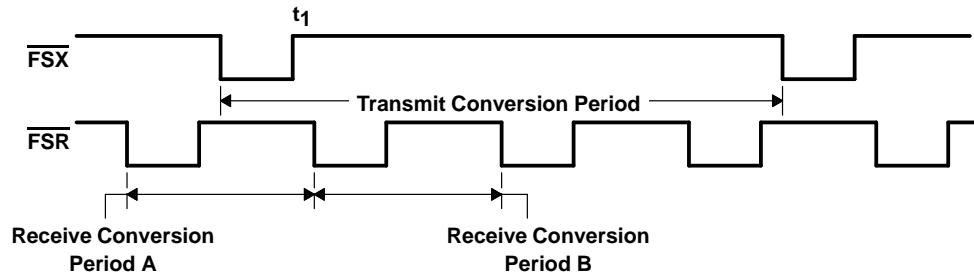 t1
FSX
Transmit Conversion Period
FSR
Receive Conversion
Period A
Receive Conversion
Period B